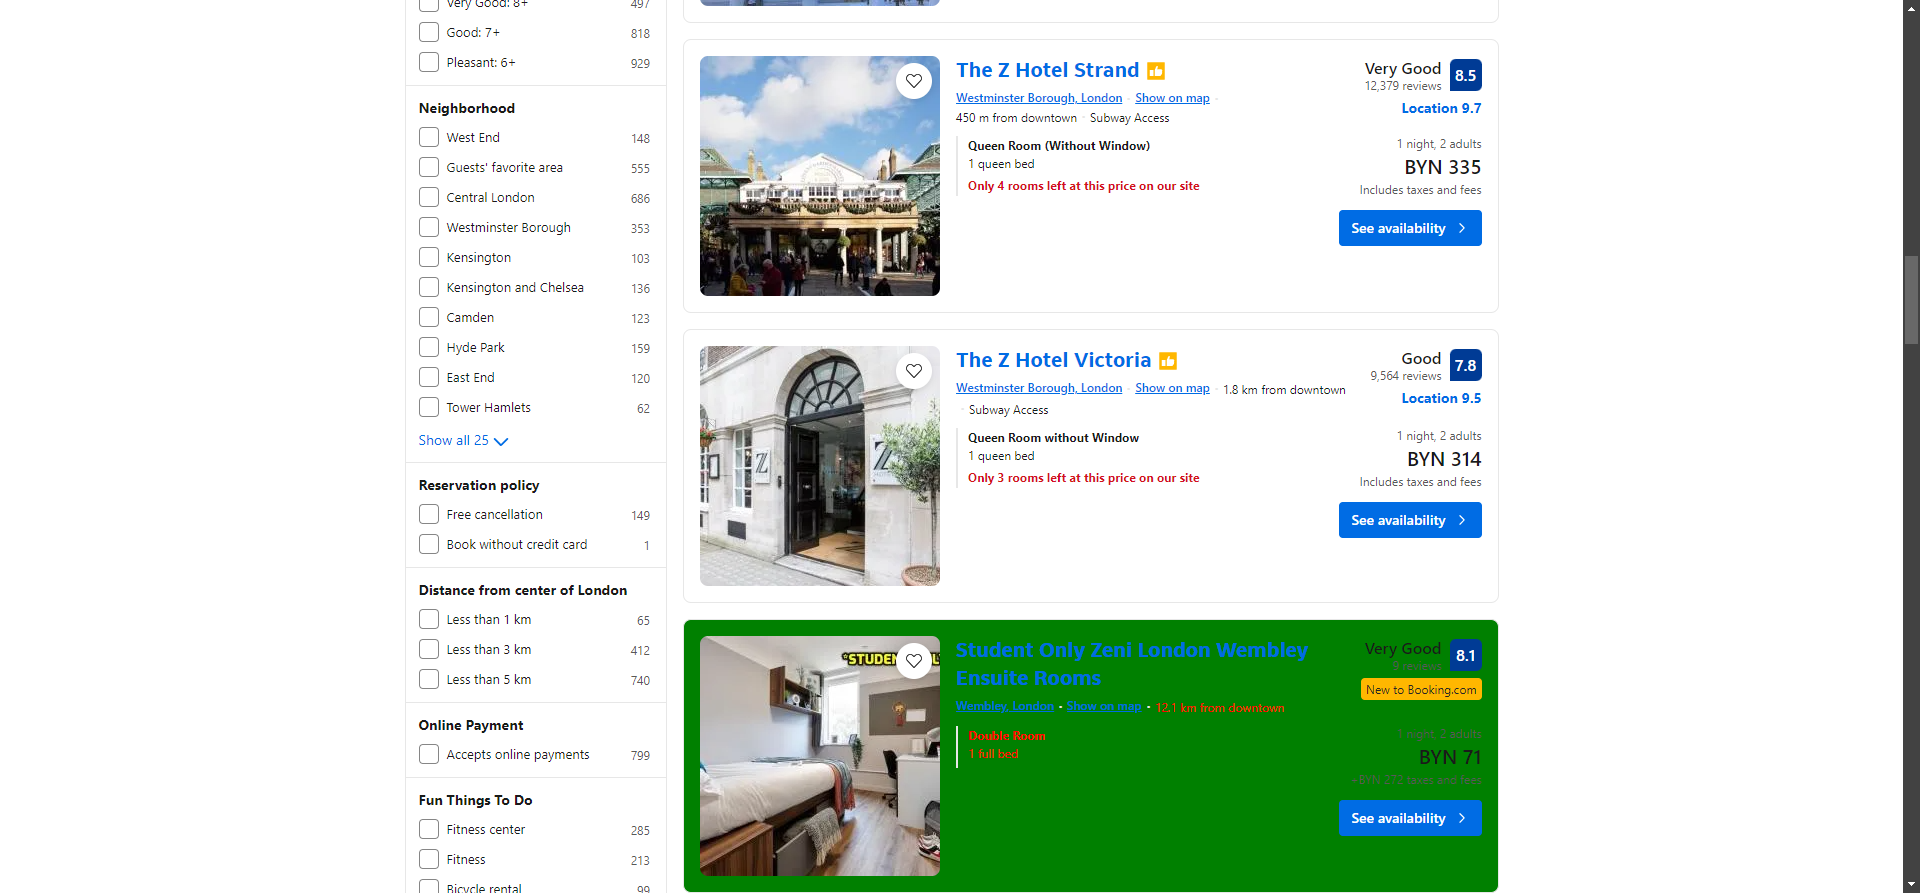 Very Good: 8+ 497
Good: 7+ 818
Pleasant: 6+ 929
Neighborhood
West End 148
Guests' favorite area 555
Central London 686
Westminster Borough 353
Kensington 103
Kensington and Chelsea 136
Camden 123
Hyde Park 159
East End 120
Tower Hamlets 62
Show all 25
Reservation policy
Free cancellation 149
Book without credit card 1
Distance from center of London
Less than 1 km 65
Less than 3 km 412
Less than 5 km 740
Online Payment
Accepts online payments 799
Fun Things To Do
Fitness center 285
Fitness 213
Bicycle rental 99
The Z Hotel Strand
Westminster Borough, London · Show on map ·
450 m from downtown · Subway Access
Queen Room (Without Window)
1 queen bed
Only 4 rooms left at this price on our site
Very Good 8.5
12,379 reviews
Location 9.7
1 night, 2 adults
BYN 335
Includes taxes and fees
See availability
The Z Hotel Victoria
Westminster Borough, London · Show on map · 1.8 km from downtown
· Subway Access
Queen Room without Window
1 queen bed
Only 3 rooms left at this price on our site
Good 7.8
9,564 reviews
Location 9.5
1 night, 2 adults
BYN 314
Includes taxes and fees
See availability
Z
Z
Student Only Zeni London Wembley
Ensuite Rooms
Wembley, London • Show on map • 12.1 km from downtown
Double Room
1 full bed
Very Good 8.1
9 reviews
New to Booking.com
1 night, 2 adults
BYN 71
+BYN 272 taxes and fees
See availability